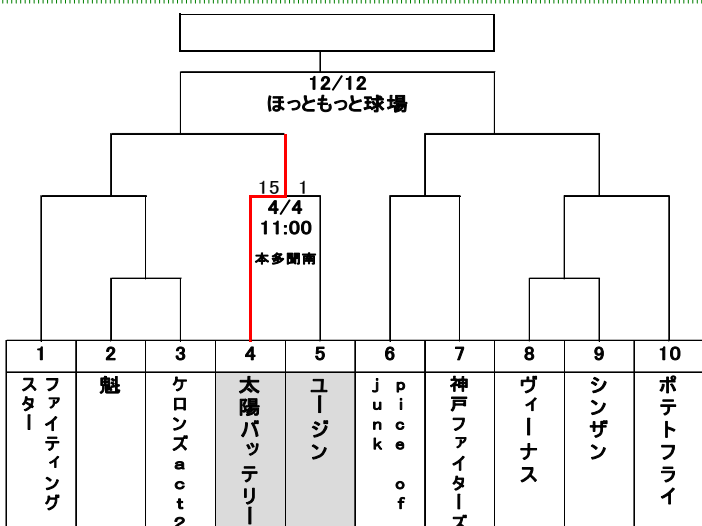 12/12
ほっともっと球場
15 1
4/4
11:00
本多聞南
1 2 3 4 5 6 7 8 9 10
ファイティング
スター
魁
ケロンズact2
太陽バッテリー
ユージン
pice of
junk
神戸ファイターズ
ヴィーナス
シンザン
ポテトフライ